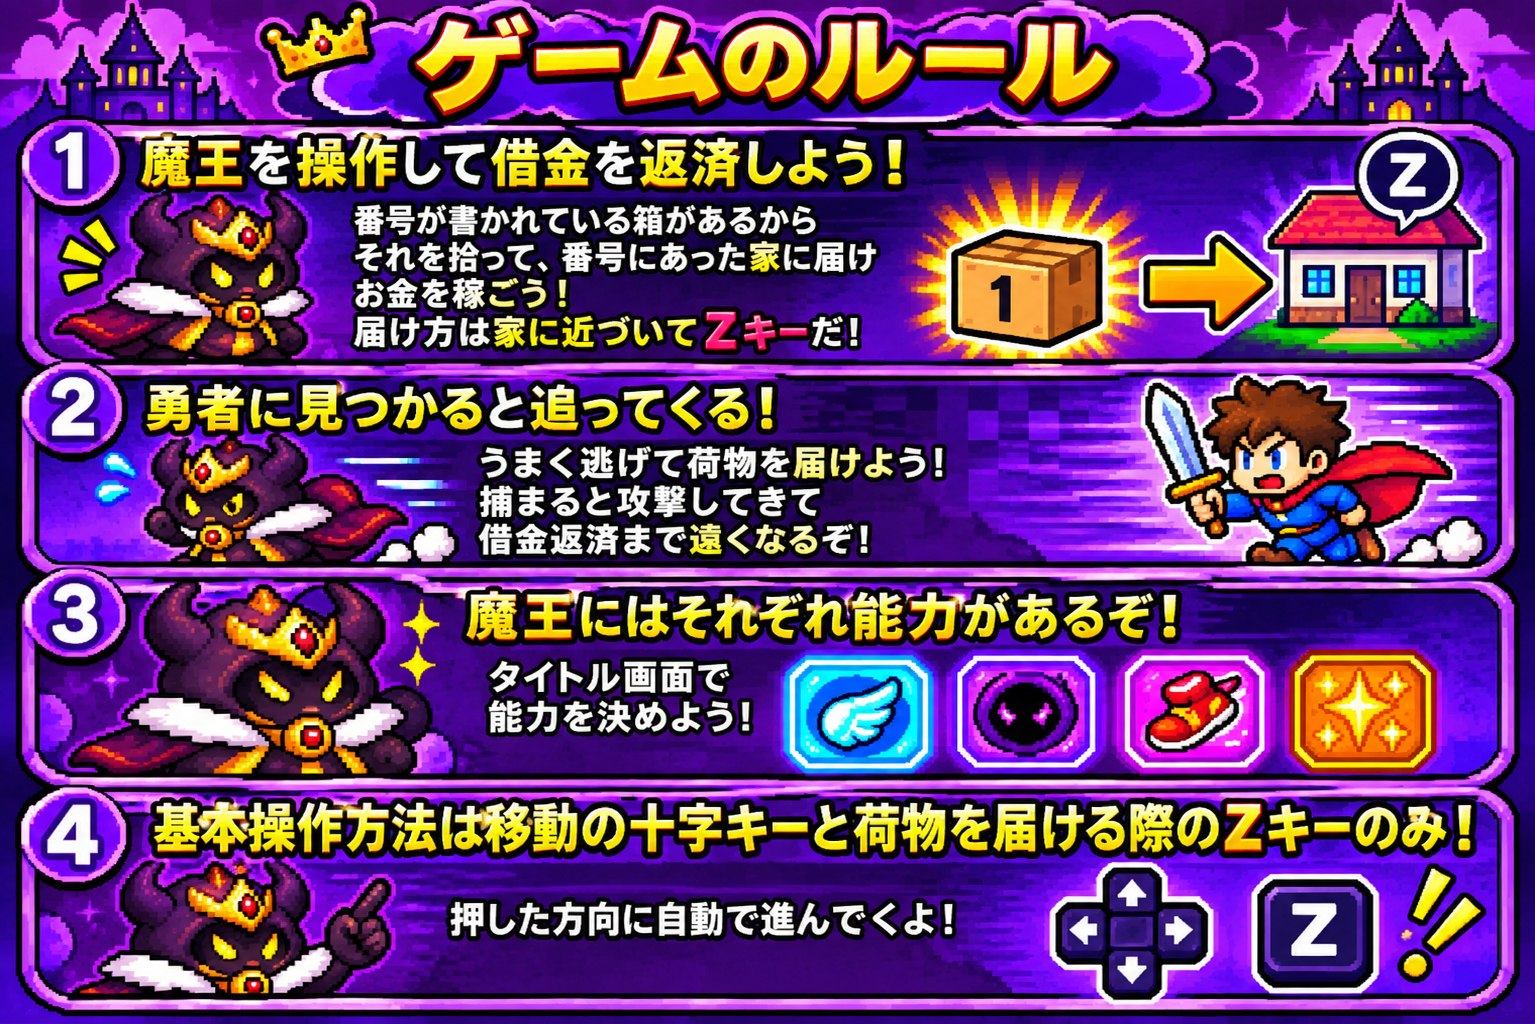 ゲームのルール
1
魔王を操作して借金を返済しよう!
番号が書かれている箱があるから
それを拾って、番号にあった家に届け
お金を稼ごう!
届け方は家に近づいてZキーだ!
1
Z
2
勇者に見つかると追ってくる!
うまく逃げて荷物を届けよう!
捕まると攻撃してきて
借金返済まで遠くなるぞ!
3
魔王にはそれぞれ能力があるぞ!
タイトル画面で
能力を決めよう!
4
基本操作方法は移動の十字キーと荷物を届ける際のZキーのみ!
押した方向に自動で進んでくよ!
Z